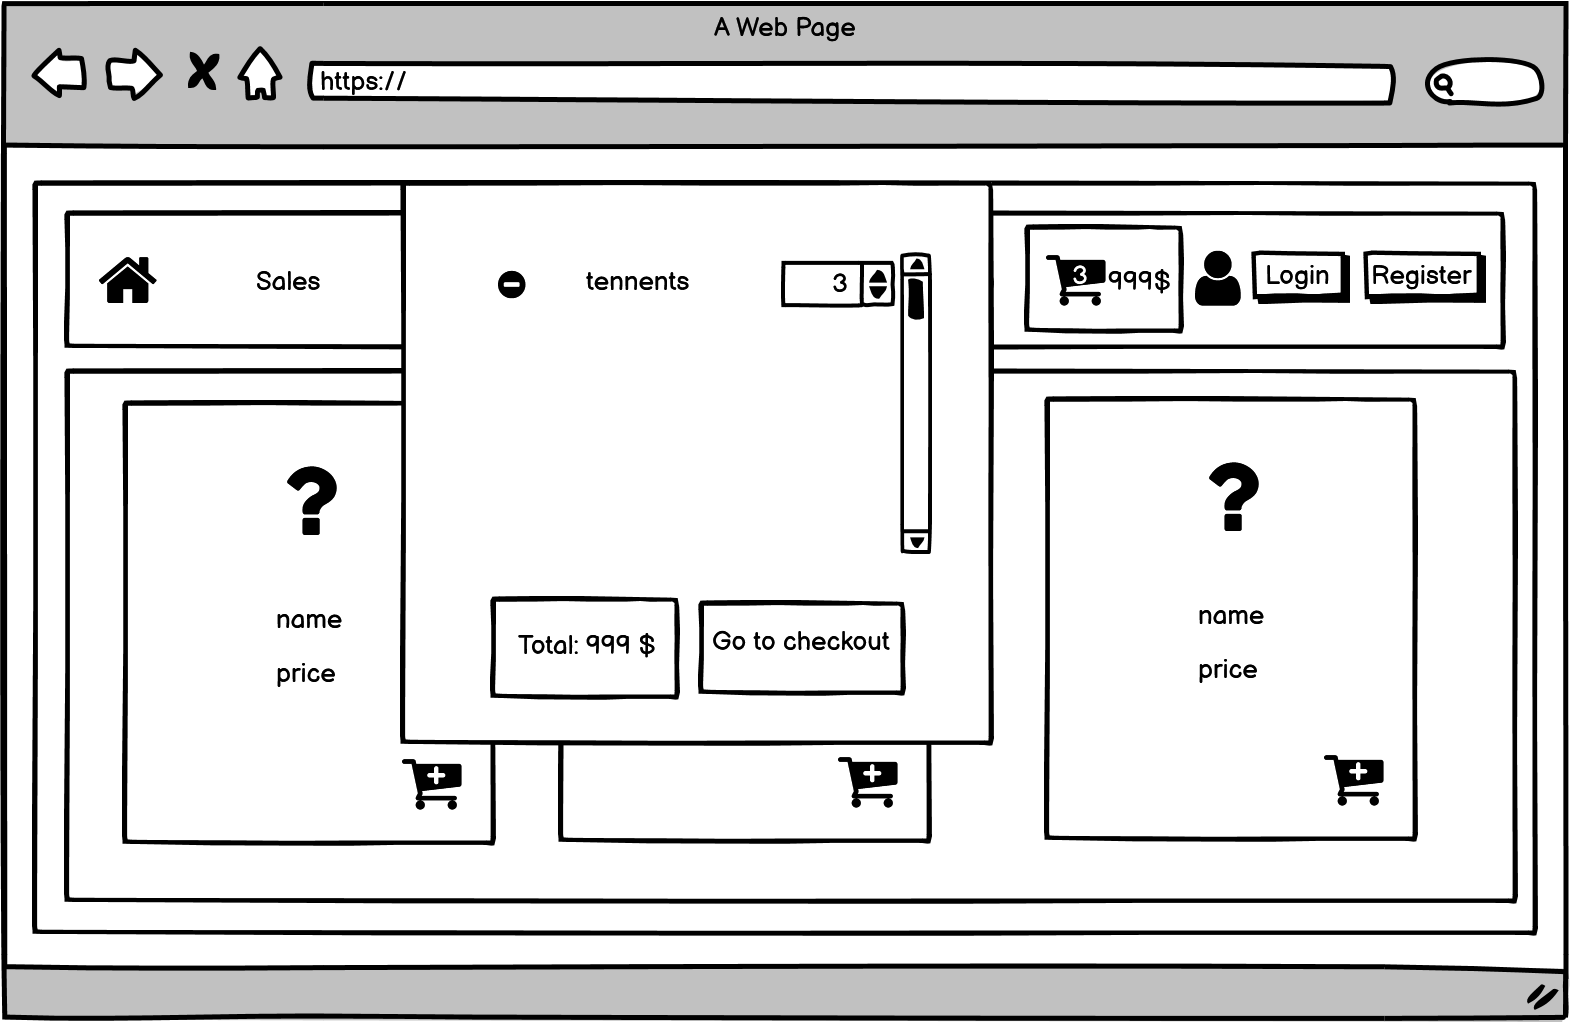 A Web Page
https://
Sales
tennents
3
3
999$
Login
Register
?
name
price
Total: 999 $
Go to checkout
?
name
price